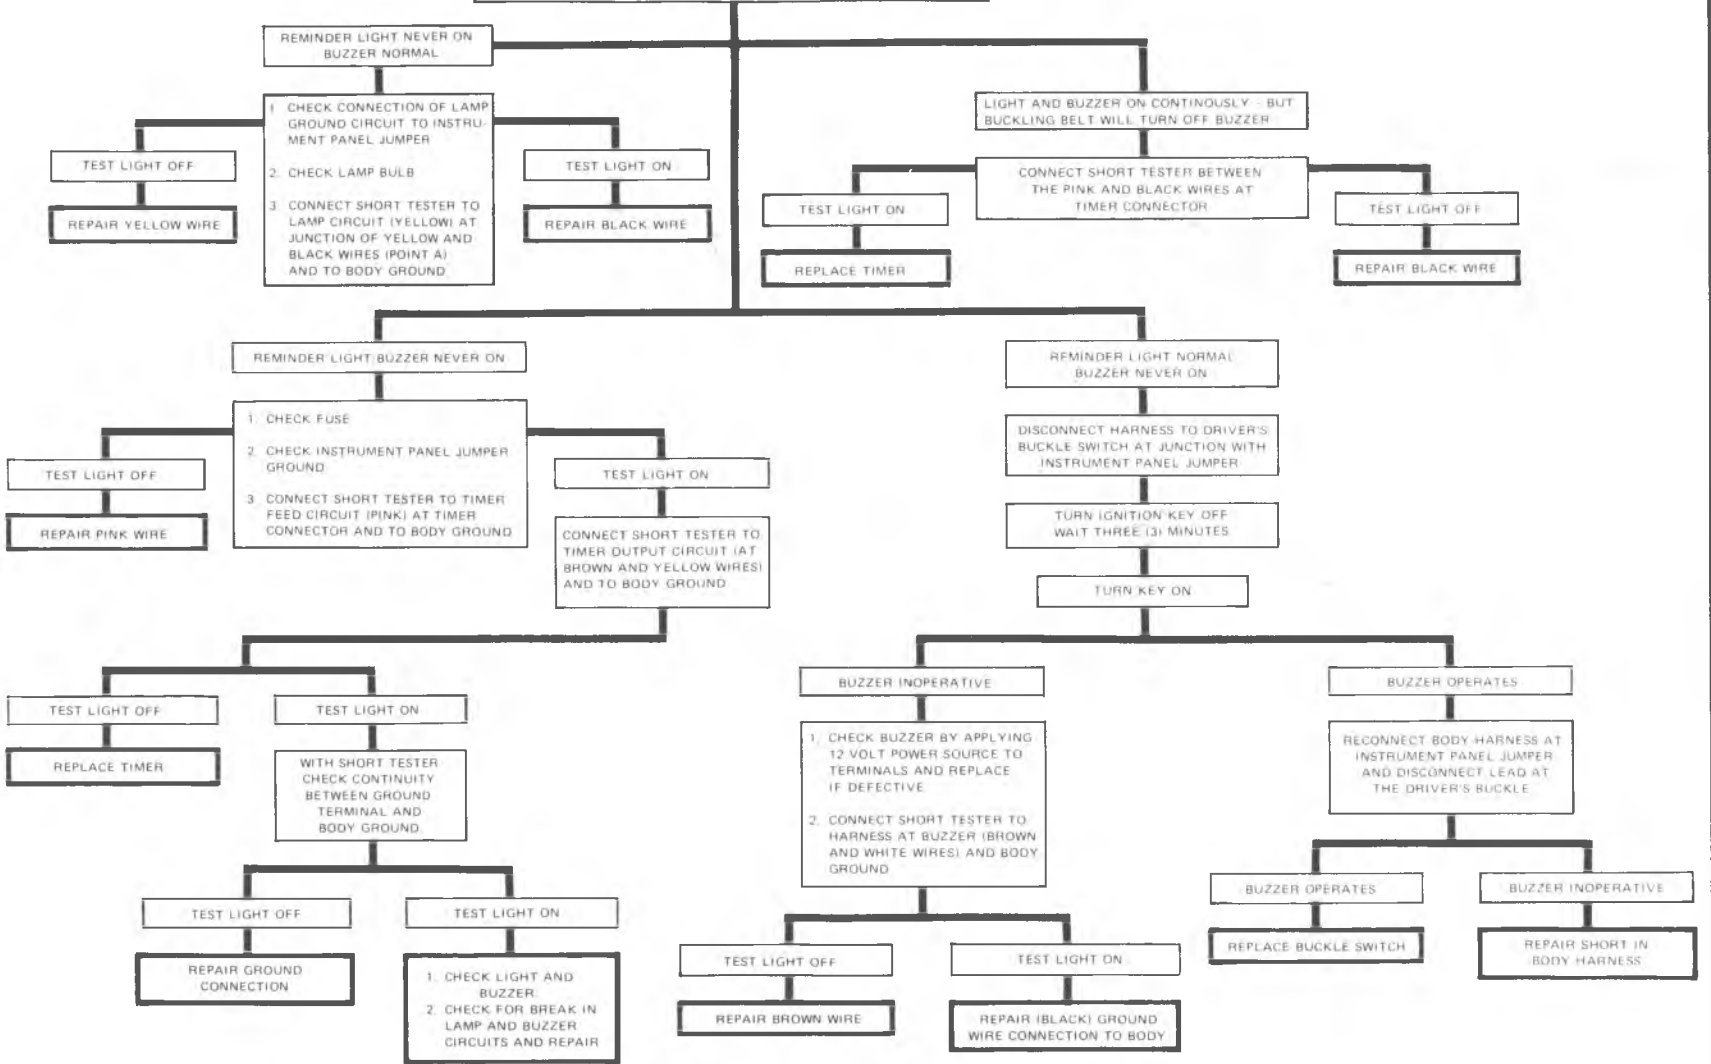 REMINDER LIGHT NEVER ON
BUZZER NORMAL
1. CHECK CONNECTION OF LAMP
GROUND CIRCUIT TO INSTRU-
MENT PANEL JUMPER
2. CHECK LAMP BULB
3. CONNECT SHORT TESTER TO
LAMP CIRCUIT (YELLOW) AT
JUNCTION OF YELLOW AND
BLACK WIRES (POINT A)
AND TO BODY GROUND
TEST LIGHT OFF
REPAIR YELLOW WIRE
TEST LIGHT ON
REPAIR BLACK WIRE
LIGHT AND BUZZER ON CONTINOUSLY - BUT
BUCKLING BELT WILL TURN OFF BUZZER
CONNECT SHORT TESTER BETWEEN
THE PINK AND BLACK WIRES AT
TIMER CONNECTOR
TEST LIGHT ON
REPLACE TIMER
TEST LIGHT OFF
REPAIR BLACK WIRE
REMINDER LIGHT/BUZZER NEVER ON
1. CHECK FUSE
2. CHECK INSTRUMENT PANEL JUMPER
GROUND
3. CONNECT SHORT TESTER TO TIMER
FEED CIRCUIT (PINK) AT TIMER
CONNECTOR AND TO BODY GROUND
TEST LIGHT OFF
REPAIR PINK WIRE
TEST LIGHT ON
CONNECT SHORT TESTER TO
TIMER OUTPUT CIRCUIT (AT
BROWN AND YELLOW WIRES)
AND TO BODY GROUND
TEST LIGHT OFF
REPLACE TIMER
TEST LIGHT ON
WITH SHORT TESTER
CHECK CONTINUITY
BETWEEN GROUND
TERMINAL AND
BODY GROUND
TEST LIGHT OFF
REPAIR GROUND
CONNECTION
TEST LIGHT ON
1. CHECK LIGHT AND
BUZZER
2. CHECK FOR BREAK IN
LAMP AND BUZZER
CIRCUITS AND REPAIR
REMINDER LIGHT NORMAL
BUZZER NEVER ON
DISCONNECT HARNESS TO DRIVER'S
BUCKLE SWITCH AT JUNCTION WITH
INSTRUMENT PANEL JUMPER
TURN IGNITION KEY OFF
WAIT THREE (3) MINUTES
TURN KEY ON
BUZZER INOPERATIVE
1. CHECK BUZZER BY APPLYING
12 VOLT POWER SOURCE TO
TERMINALS AND REPLACE
IF DEFECTIVE
2. CONNECT SHORT TESTER TO
HARNESS AT BUZZER (BROWN
AND WHITE WIRES) AND BODY
GROUND
TEST LIGHT OFF
REPAIR BROWN WIRE
TEST LIGHT ON
REPAIR (BLACK) GROUND
WIRE CONNECTION TO BODY
BUZZER OPERATES
RECONNECT BODY HARNESS AT
INSTRUMENT PANEL JUMPER
AND DISCONNECT LEAD AT
THE DRIVER'S BUCKLE
BUZZER OPERATES
REPLACE BUCKLE SWITCH
BUZZER INOPERATIVE
REPAIR SHORT IN
BODY HARNESS